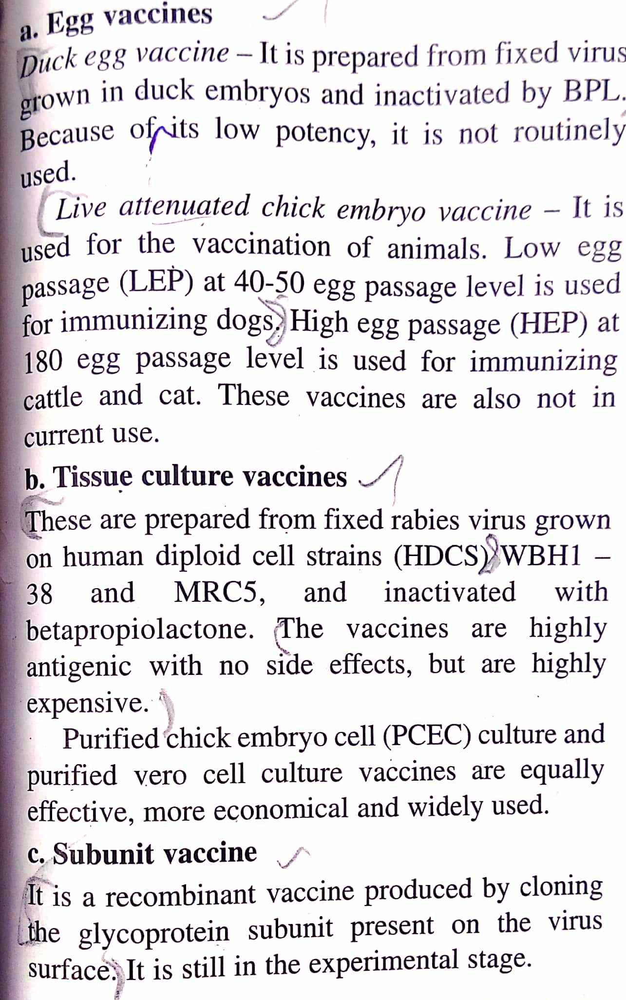 a. Egg vaccines
Duck egg vaccine – It is prepared from fixed virus
grown in duck embryos and inactivated by BPL.
Because of its low potency, it is not routinely
used.
Live attenuated chick embryo vaccine – It is
used for the vaccination of animals. Low egg
passage (LEP) at 40-50 egg passage level is used
for immunizing dogs. High egg passage (HEP) at
180 egg passage level is used for immunizing
cattle and cat. These vaccines are also not in
current use.
b. Tissue culture vaccines
These are prepared from fixed rabies virus grown
on human diploid cell strains (HDCS), WBH1 –
38 and MRC5, and inactivated with
betapropiolactone. The vaccines are highly
antigenic with no side effects, but are highly
expensive.
Purified chick embryo cell (PCEC) culture and
purified vero cell culture vaccines are equally
effective, more economical and widely used.
c. Subunit vaccine
It is a recombinant vaccine produced by cloning
the glycoprotein subunit present on the virus
surface. It is still in the experimental stage.